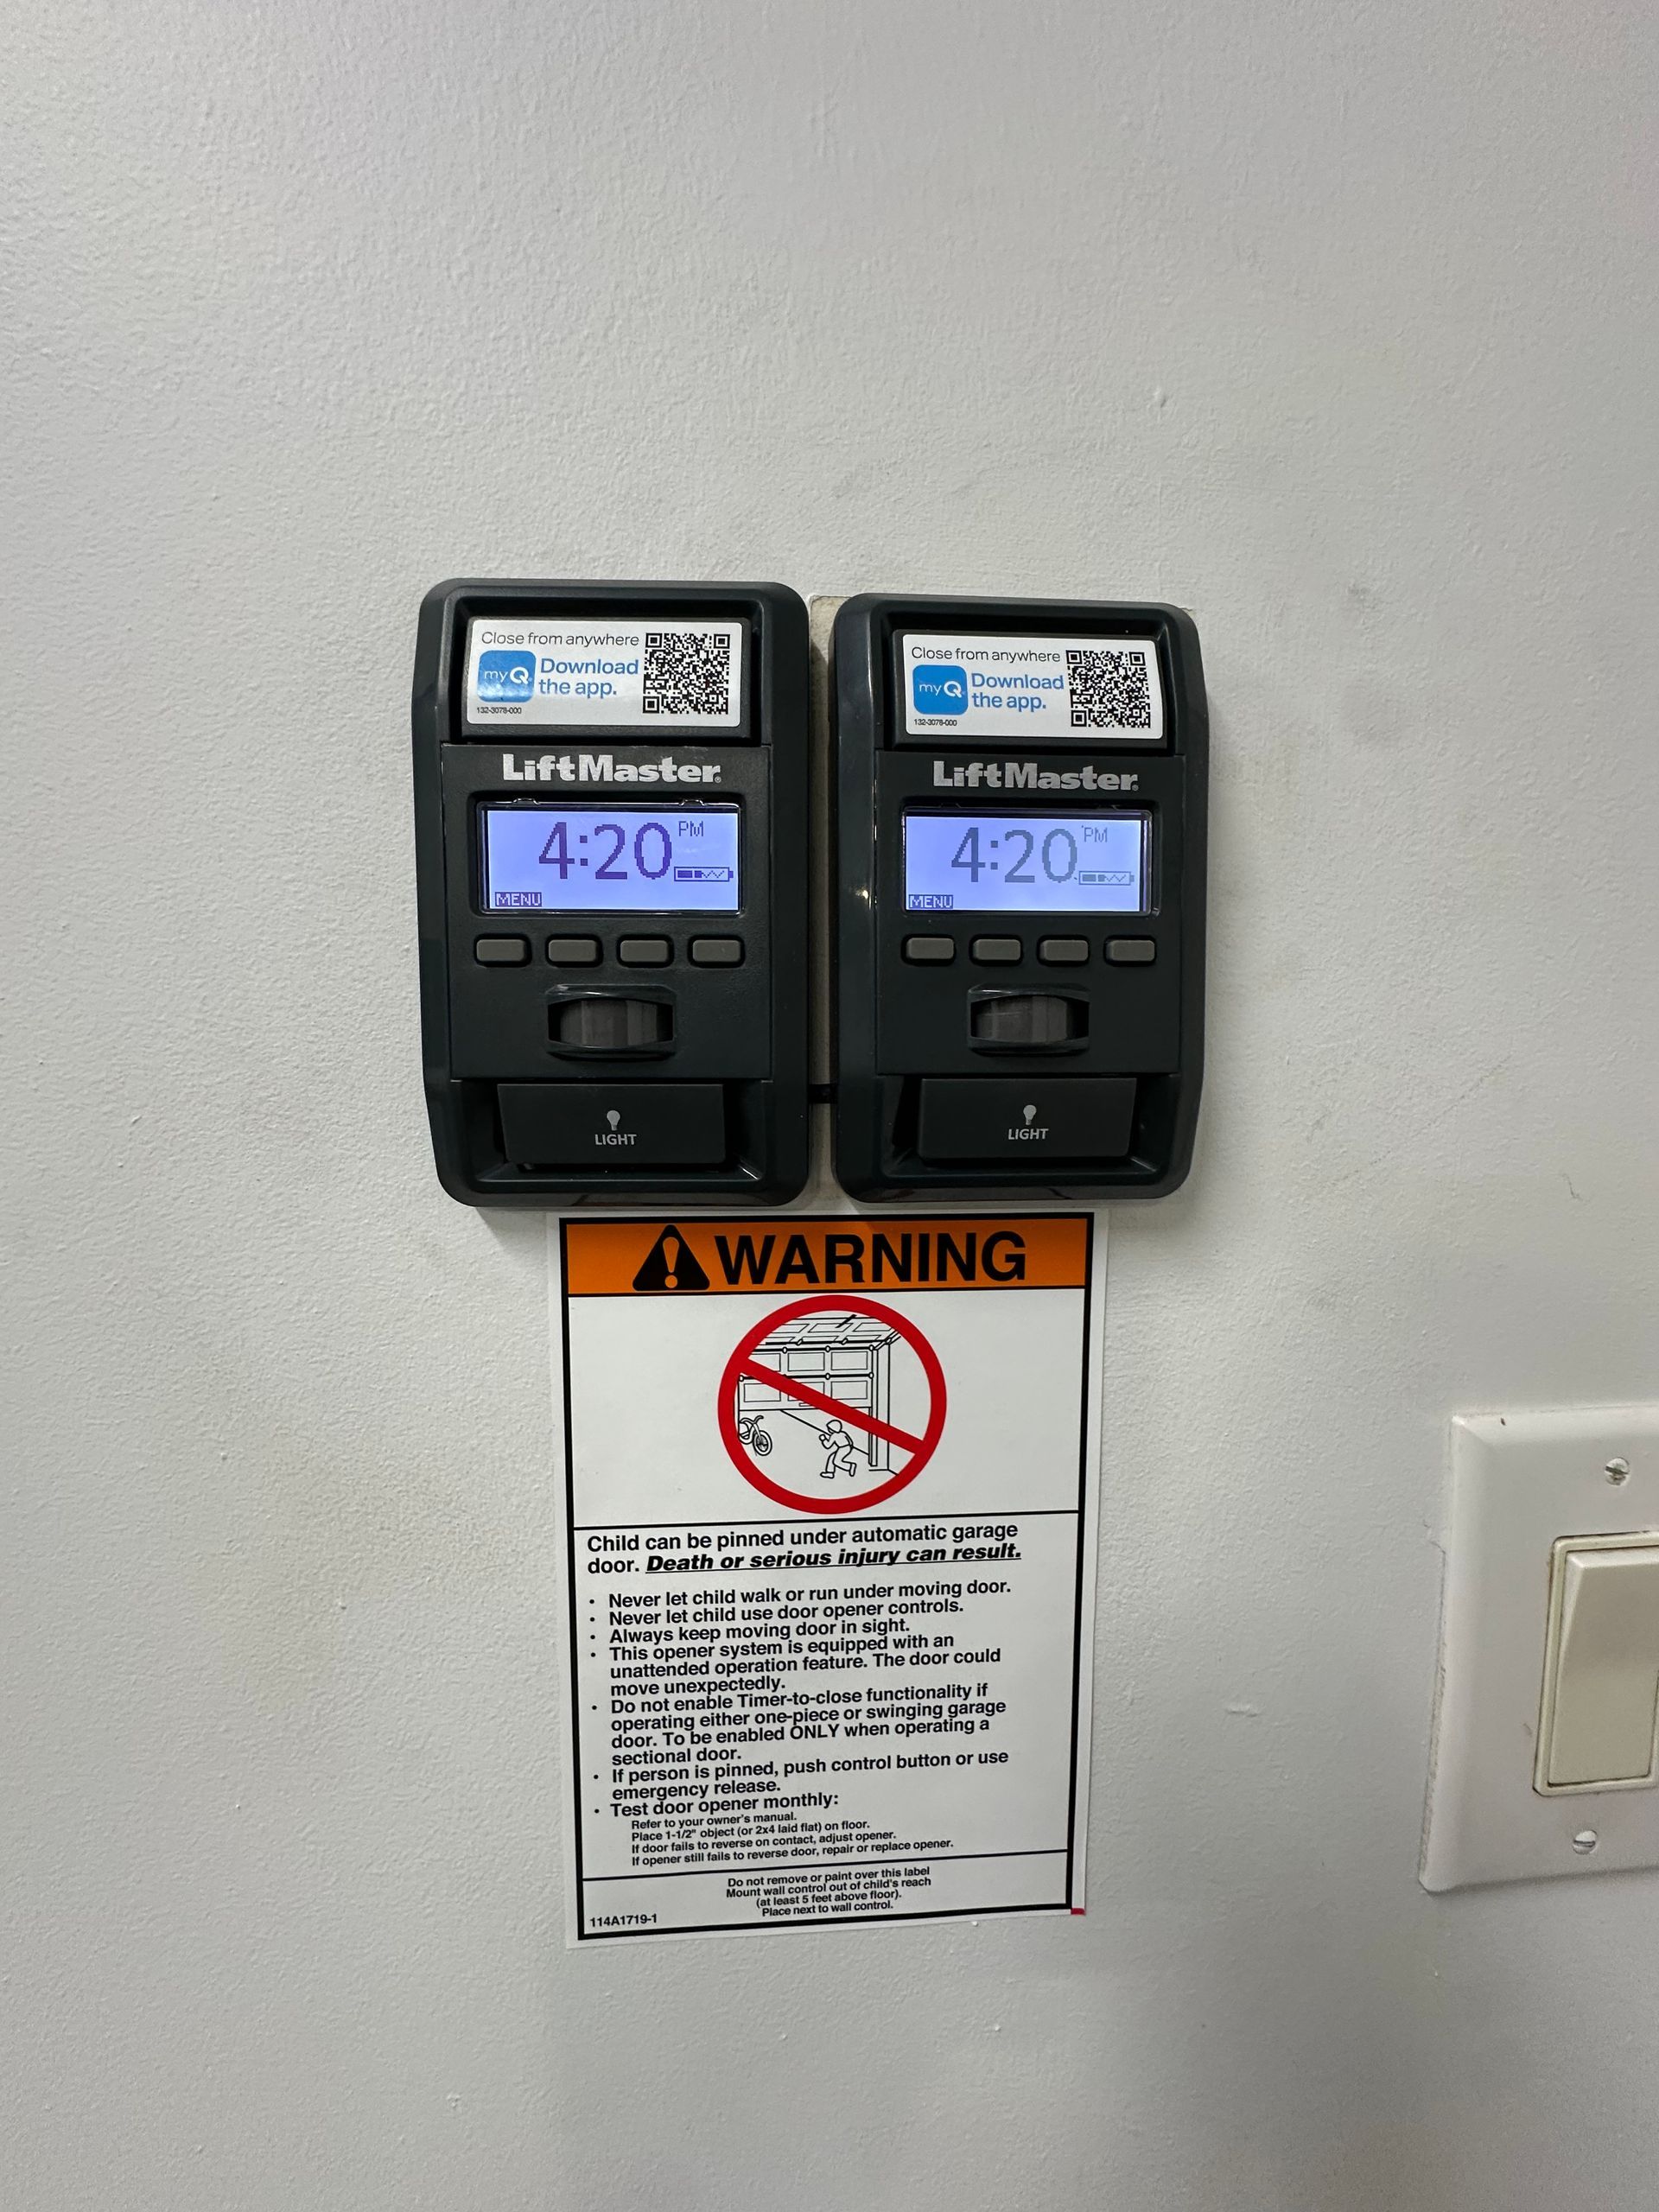 Close from anywhere
myQ
Download
the app.
132-3078-000
LiftMaster®
4:20 PM
MENU
LIGHT
Close from anywhere
myQ
Download
the app.
132-3078-000
LiftMaster®
4:20 PM
MENU
LIGHT
WARNING
Child can be pinned under automatic garage
door. Death or serious injury can result.
• Never let child walk or run under moving door.
• Never let child use door opener controls.
• Always keep moving door in sight.
• This opener system is equipped with an
unattended operation feature. The door could
move unexpectedly.
• Do not enable Timer-to-close functionality if
operating either one-piece or swinging garage
door. To be enabled ONLY when operating a
sectional door.
• If person is pinned, push control button or use
emergency release.
• Test door opener monthly:
Refer to your owner's manual.
Place 1-1/2" object (or 2x4 laid flat) on floor.
If door fails to reverse on contact, adjust opener.
If opener still fails to reverse door, repair or replace opener.
Do not remove or paint over this label
Mount wall control out of child's reach
(at least 5 feet above floor).
Place next to wall control.
114A1719-1